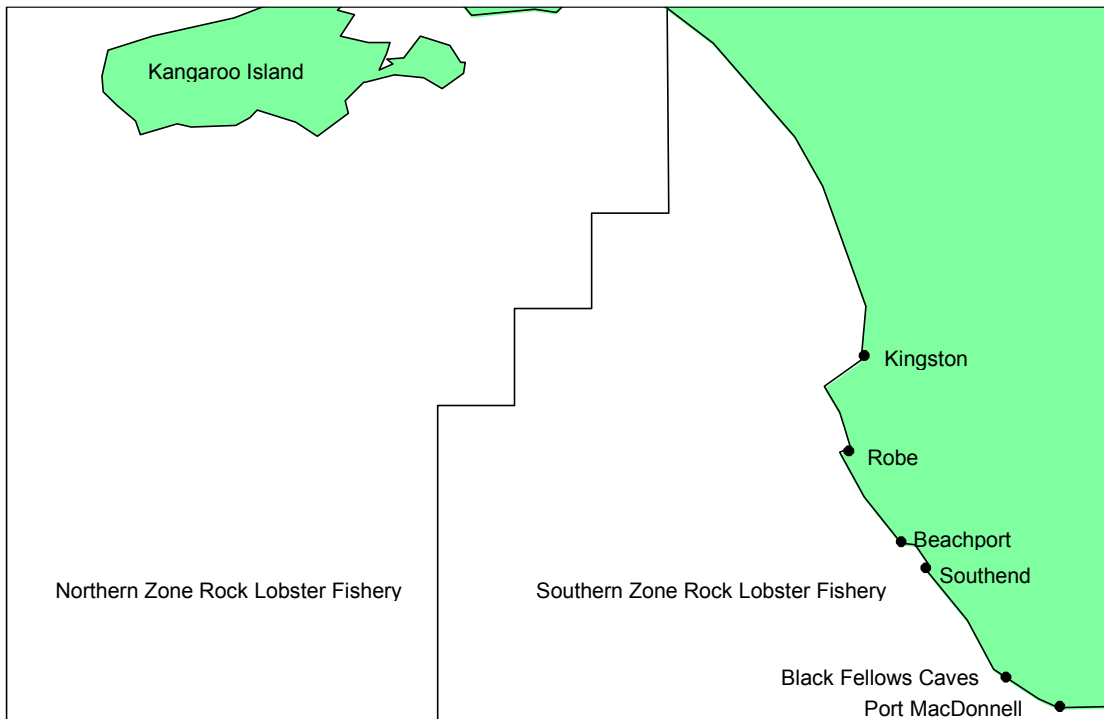 Kangaroo Island
Kingston
Robe
Beachport
Southend
Northern Zone Rock Lobster Fishery
Southern Zone Rock Lobster Fishery
Black Fellows Caves
Port MacDonnell